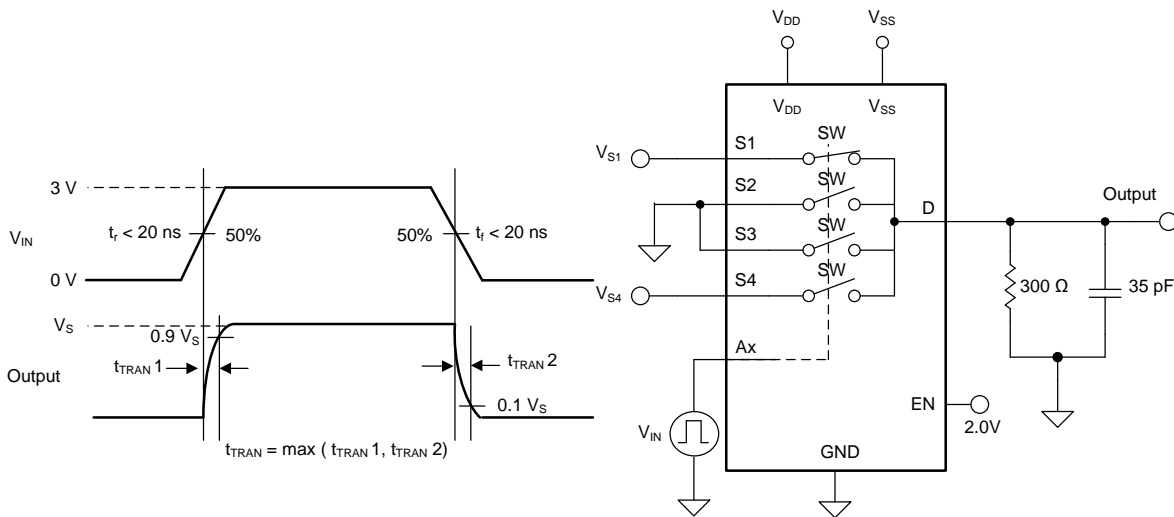 3 V
V_IN
t_r < 20 ns
50%
50%
t_f < 20 ns
0 V
V_S
0.9 V_S
Output
t_TRAN 1
t_TRAN 2
0.1 V_S
t_TRAN = max ( t_TRAN 1, t_TRAN 2)
V_DD
V_SS
V_DD
V_SS
V_S1
S1
SW
S2
SW
S3
SW
V_S4
S4
SW
D
Output
300 Ω
35 pF
Ax
V_IN
EN
2.0V
GND